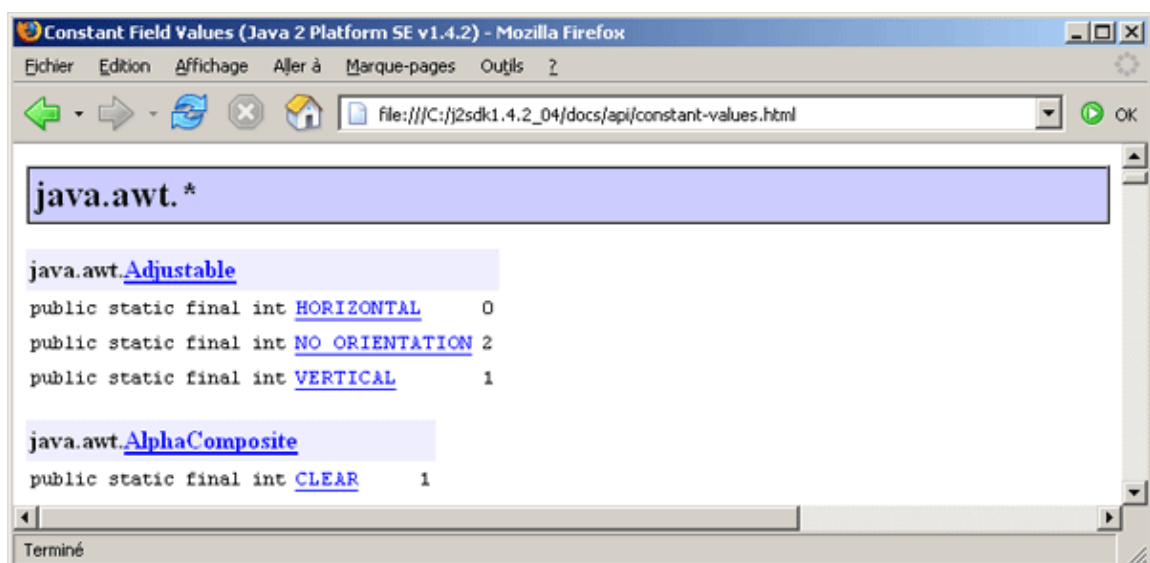 Constant Field Values (Java 2 Platform SE v1.4.2) - Mozilla Firefox
Fichier Edition Affichage Aller à Marque-pages Outils ?
file:///C:/j2sdk1.4.2_04/docs/api/constant-values.html OK
java.awt.*
java.awt.Adjustable
public static final int HORIZONTAL 0
public static final int NO_ORIENTATION 2
public static final int VERTICAL 1
java.awt.AlphaComposite
public static final int CLEAR 1
Terminé